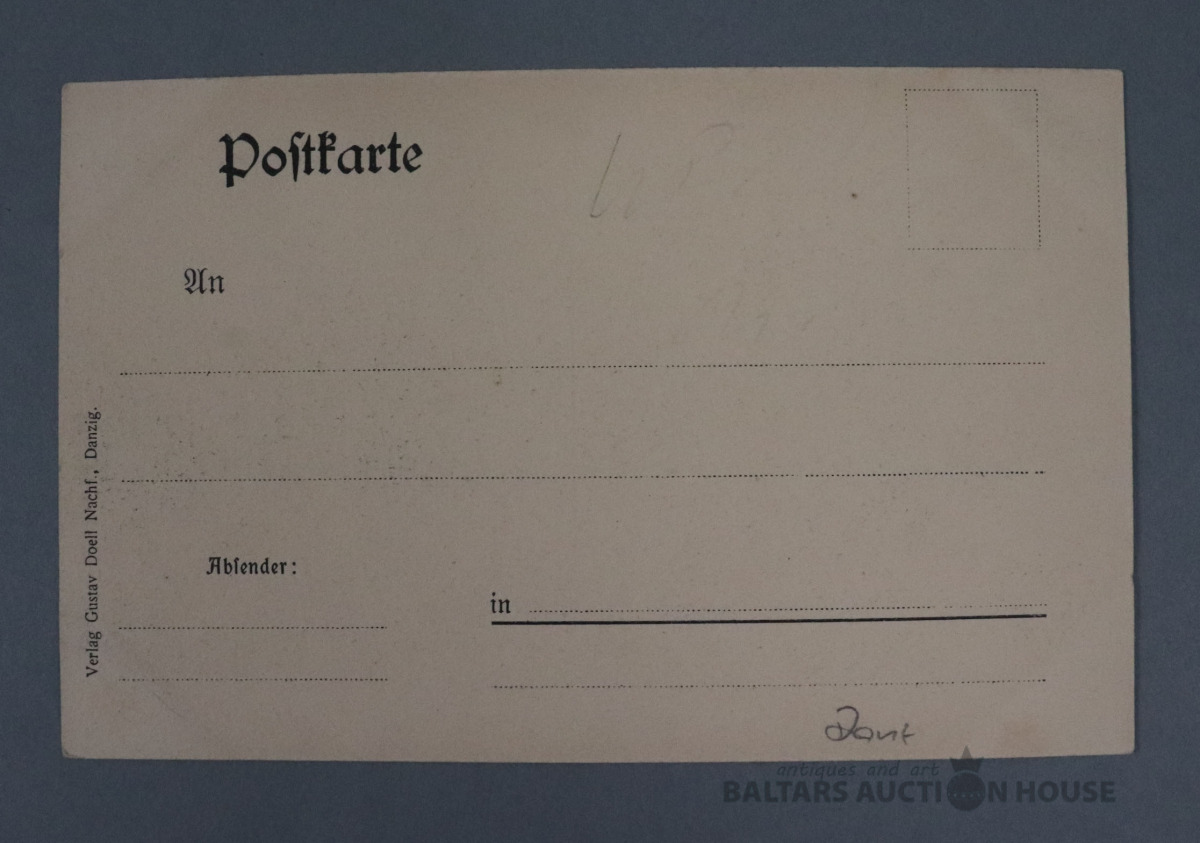 Poſtkarte
An
Abſender:
in
Verlag Gustav Doell Nachf., Danzig.
antiques and art
BALTARS AUCTION HOUSE